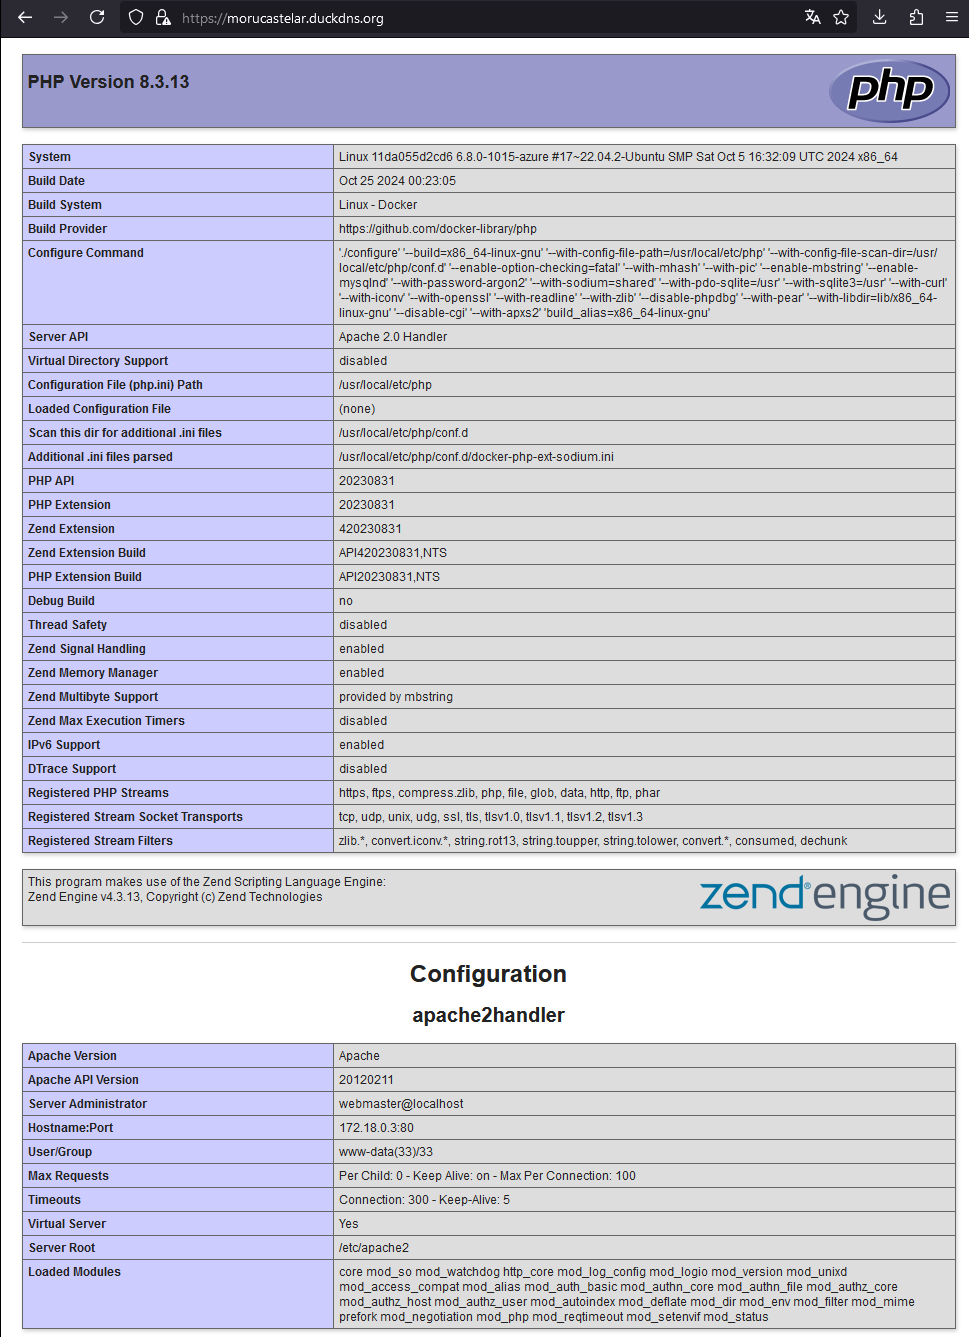 https://morucastelar.duckdns.org
PHP Version 8.3.13
php
System Linux 11da055d2cd6 6.8.0-1015-azure #17~22.04.2-Ubuntu SMP Sat Oct 5 16:32:09 UTC 2024 x86_64
Build Date Oct 25 2024 00:23:05
Build System Linux - Docker
Build Provider https://github.com/docker-library/php
Configure Command './configure' '--build=x86_64-linux-gnu' '--with-config-file-path=/usr/local/etc/php' '--with-config-file-scan-dir=/usr/
local/etc/php/conf.d' '--enable-option-checking=fatal' '--with-mhash' '--with-pic' '--enable-mbstring' '--enable-
mysqlnd' '--with-password-argon2' '--with-sodium=shared' '--with-pdo-sqlite=/usr' '--with-sqlite3=/usr' '--with-curl'
'--with-iconv' '--with-openssl' '--with-readline' '--with-zlib' '--disable-phpdbg' '--with-pear' '--with-libdir=lib/x86_64-
linux-gnu' '--disable-cgi' '--with-apxs2' 'build_alias=x86_64-linux-gnu'
Server API Apache 2.0 Handler
Virtual Directory Support disabled
Configuration File (php.ini) Path /usr/local/etc/php
Loaded Configuration File (none)
Scan this dir for additional .ini files /usr/local/etc/php/conf.d
Additional .ini files parsed /usr/local/etc/php/conf.d/docker-php-ext-sodium.ini
PHP API 20230831
PHP Extension 20230831
Zend Extension 420230831
Zend Extension Build API420230831,NTS
PHP Extension Build API20230831,NTS
Debug Build no
Thread Safety disabled
Zend Signal Handling enabled
Zend Memory Manager enabled
Zend Multibyte Support provided by mbstring
Zend Max Execution Timers disabled
IPv6 Support enabled
DTrace Support disabled
Registered PHP Streams https, ftps, compress.zlib, php, file, glob, data, http, ftp, phar
Registered Stream Socket Transports tcp, udp, unix, udg, ssl, tls, tlsv1.0, tlsv1.1, tlsv1.2, tlsv1.3
Registered Stream Filters zlib.*, convert.iconv.*, string.rot13, string.toupper, string.tolower, convert.*, consumed, dechunk
This program makes use of the Zend Scripting Language Engine:
Zend Engine v4.3.13, Copyright (c) Zend Technologies
zend® engine
Configuration
apache2handler
Apache Version Apache
Apache API Version 20120211
Server Administrator webmaster@localhost
Hostname:Port 172.18.0.3:80
User/Group www-data(33)/33
Max Requests Per Child: 0 - Keep Alive: on - Max Per Connection: 100
Timeouts Connection: 300 - Keep-Alive: 5
Virtual Server Yes
Server Root /etc/apache2
Loaded Modules core mod_so mod_watchdog http_core mod_log_config mod_logio mod_version mod_unixd
mod_access_compat mod_alias mod_auth_basic mod_authn_core mod_authn_file mod_authz_core
mod_authz_host mod_authz_user mod_autoindex mod_deflate mod_dir mod_env mod_filter mod_mime
prefork mod_negotiation mod_php mod_reqtimeout mod_setenvif mod_status